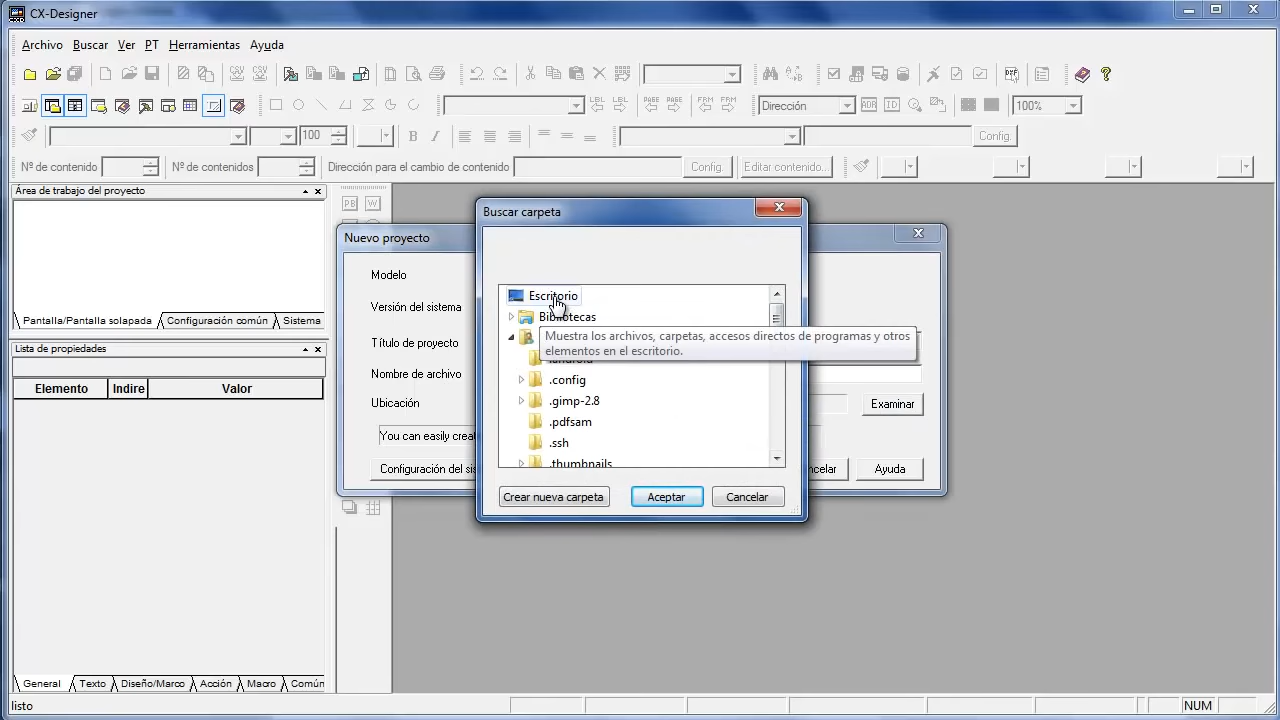 CX-Designer
Archivo Buscar Ver PT Herramientas Ayuda
Dirección 100%
100 B I Config.
Nº de contenido Nº de contenidos Dirección para el cambio de contenido Config. Editar contenido...
Área de trabajo del proyecto
Pantalla/Pantalla solapada Configuración común Sistema
Lista de propiedades
Elemento Indire Valor
General Texto Diseño/Marco Acción Macro Común
listo NUM
Nuevo proyecto
Modelo
Versión del sistema
Título de proyecto
Nombre de archivo
Ubicación Examinar
You can easily creat
Configuración del sis Ayuda
Buscar carpeta
Escritorio
Bibliotecas
Muestra los archivos, carpetas, accesos directos de programas y otros
elementos en el escritorio.
.config
.gimp-2.8
.pdfsam
.ssh
.thumbnails
Crear nueva carpeta Aceptar Cancelar